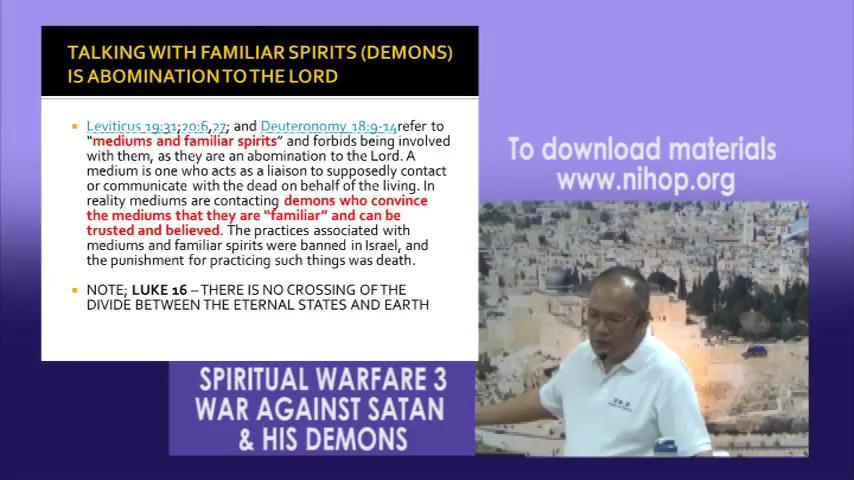 TALKING WITH FAMILIAR SPIRITS (DEMONS)
IS ABOMINATION TO THE LORD
Leviticus 19:31;20:6,27; and Deuteronomy 18:9-14refer to
“mediums and familiar spirits” and forbids being involved
with them, as they are an abomination to the Lord. A
medium is one who acts as a liaison to supposedly contact
or communicate with the dead on behalf of the living. In
reality mediums are contacting demons who convince
the mediums that they are “familiar” and can be
trusted and believed. The practices associated with
mediums and familiar spirits were banned in Israel, and
the punishment for practicing such things was death.
NOTE; LUKE 16 – THERE IS NO CROSSING OF THE
DIVIDE BETWEEN THE ETERNAL STATES AND EARTH
To download materials
www.nihop.org
SPIRITUAL WARFARE 3
WAR AGAINST SATAN
& HIS DEMONS